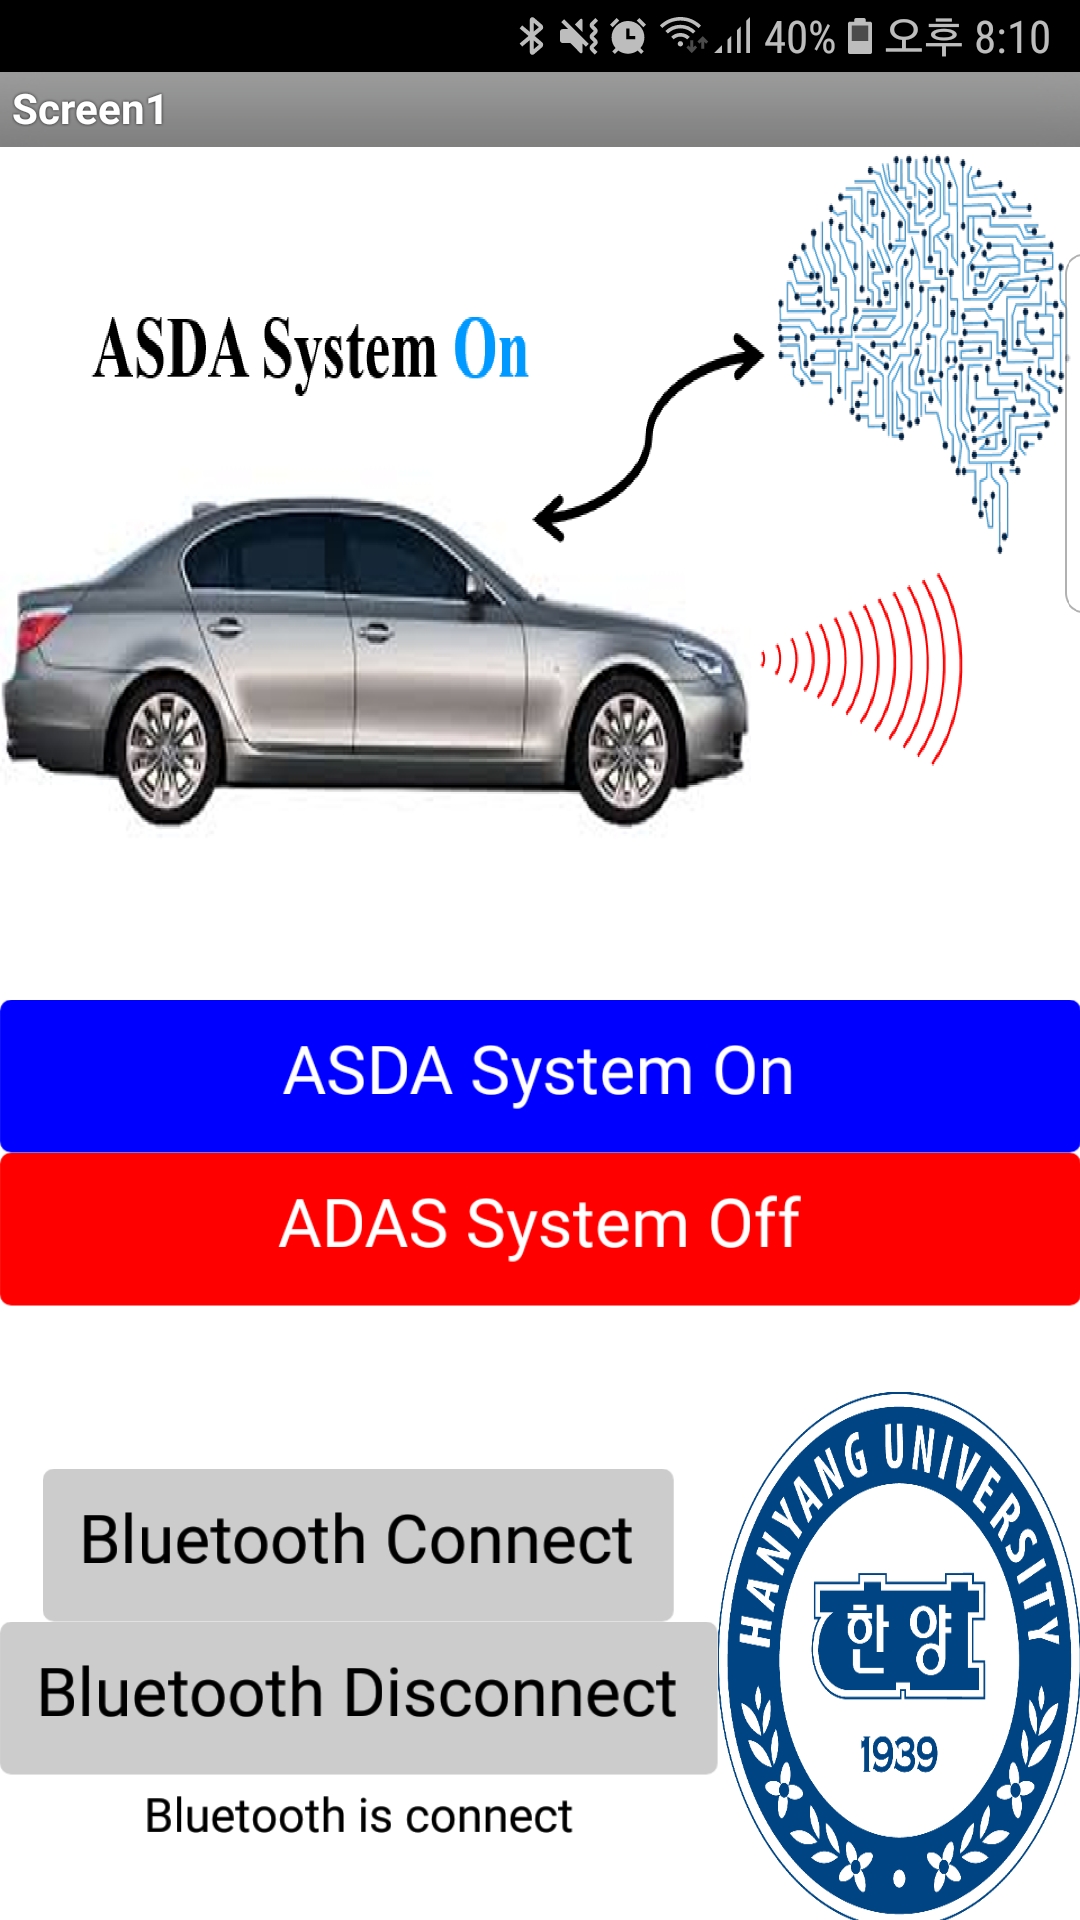 40% 오후 8:10
Screen1
ASDA System On
ASDA System On
ADAS System Off
Bluetooth Connect
Bluetooth Disconnect
Bluetooth is connect
HANYANG UNIVERSITY
한양
1939